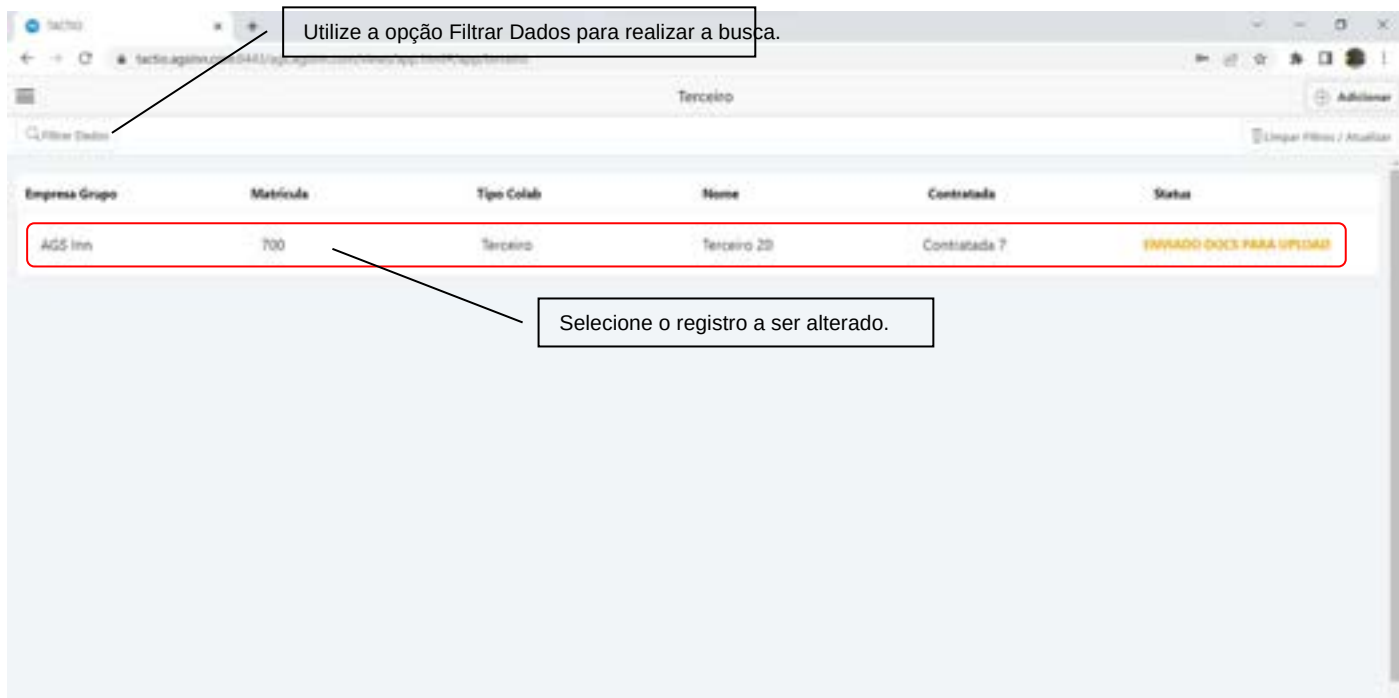 TACTIO
Utilize a opção Filtrar Dados para realizar a busca.
Terceiro
Adicionar
Filtrar Dados
Limpar Filtros / Atualizar
Empresa Grupo Matrícula Tipo Colab Nome Contratada Status
AGS Inn 700 Terceiro Terceiro 20 Contratada 7 ENVIADO DOCS PARA UPLOAD
Selecione o registro a ser alterado.